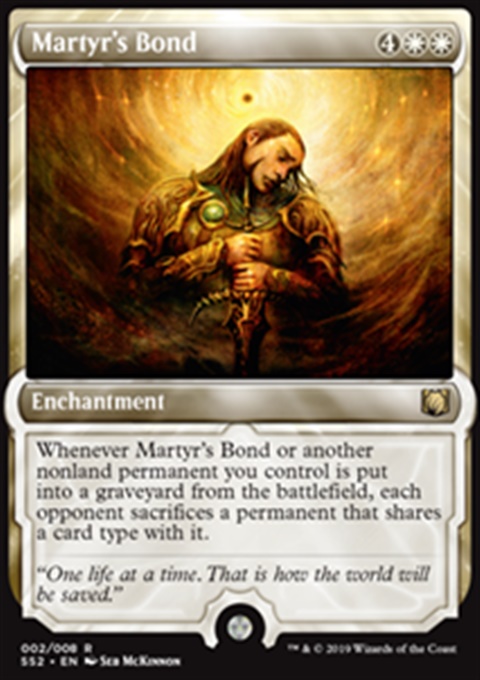 Martyr's Bond 4
Enchantment
Whenever Martyr's Bond or another
nonland permanent you control is put
into a graveyard from the battlefield, each
opponent sacrifices a permanent that shares
a card type with it.
"One life at a time. That is how the world will
be saved."
002/008 R
SS2 • EN Seb McKinnon
™ & © 2019 Wizards of the Coast